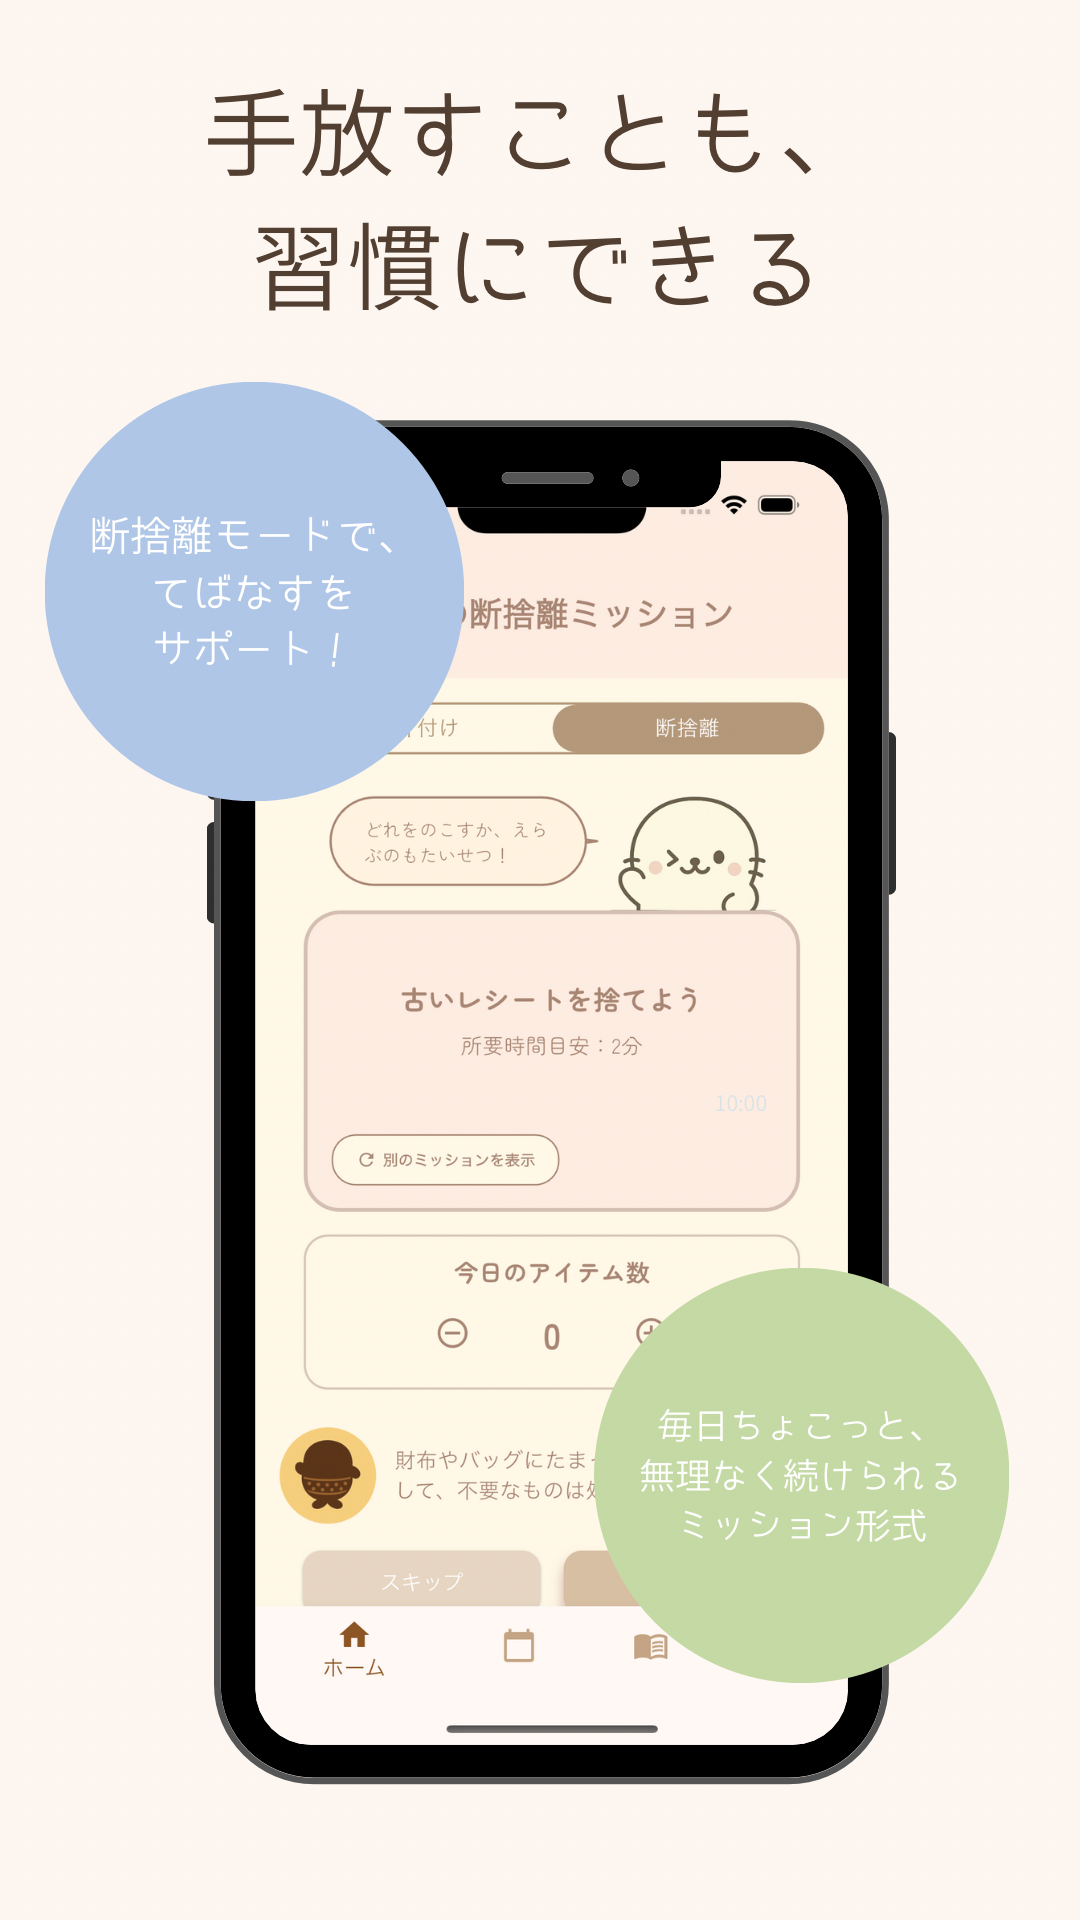 手放すことも、
習慣にできる
断捨離モードで、
てばなすを
サポート！
断捨離ミッション
付け
断捨離
どれをのこすか、えら
ぶのもたいせつ！
古いレシートを捨てよう
所要時間目安：2分
10:00
別のミッションを表示
今日のアイテム数
0
財布やバッグにたま
して、不要なものは
毎日ちょこっと、
無理なく続けられる
ミッション形式
スキップ
ホーム